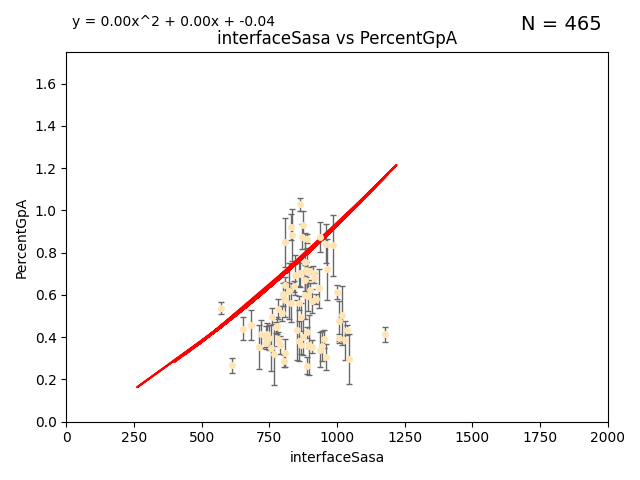 y = 0.00x^2 + 0.00x + -0.04
N = 465
interfaceSasa vs PercentGpA
PercentGpA
1.6
1.4
1.2
1.0
0.8
0.6
0.4
0.2
0.0
0 250 500 750 1000 1250 1500 1750 2000
interfaceSasa